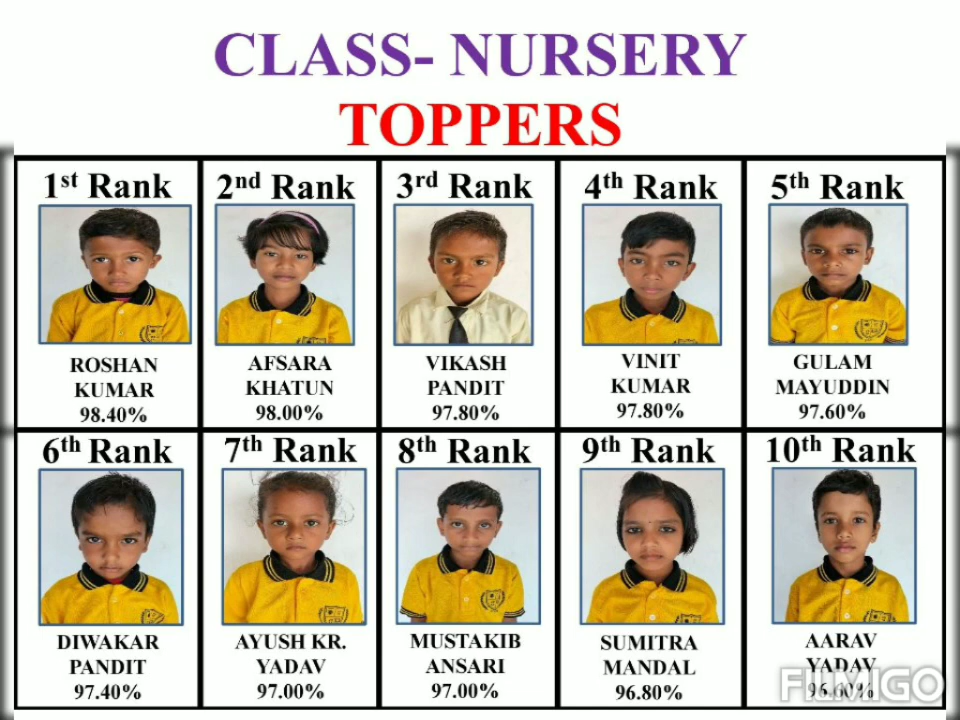 CLASS- NURSERY
TOPPERS
1st Rank
ROSHAN
KUMAR
98.40%
2nd Rank
AFSARA
KHATUN
98.00%
3rd Rank
VIKASH
PANDIT
97.80%
4th Rank
VINIT
KUMAR
97.80%
5th Rank
GULAM
MAYUDDIN
97.60%
6th Rank
DIWAKAR
PANDIT
97.40%
7th Rank
AYUSH KR.
YADAV
97.00%
8th Rank
MUSTAKIB
ANSARI
97.00%
9th Rank
SUMITRA
MANDAL
96.80%
10th Rank
AARAV
YADAV
96.60%
FILMIGO